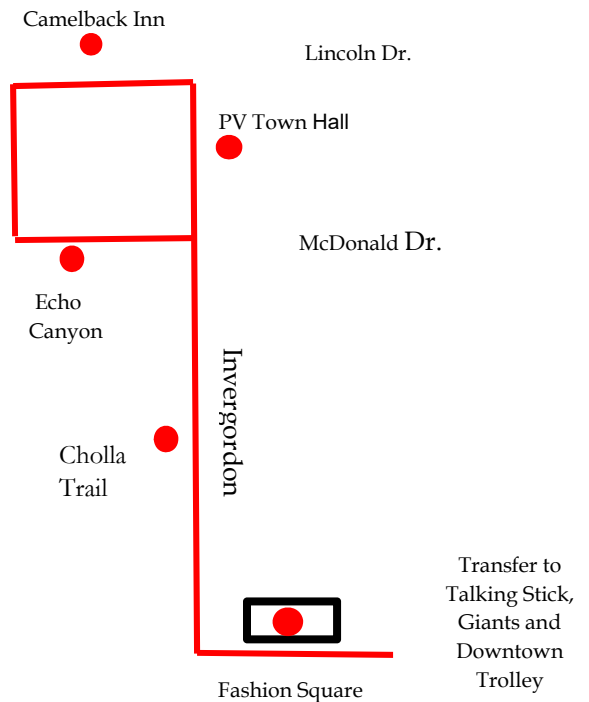 Camelback Inn
Lincoln Dr.
PV Town Hall
McDonald Dr.
Echo
Canyon
Invergordon
Cholla
Trail
Transfer to
Talking Stick,
Giants and
Downtown
Trolley
Fashion Square